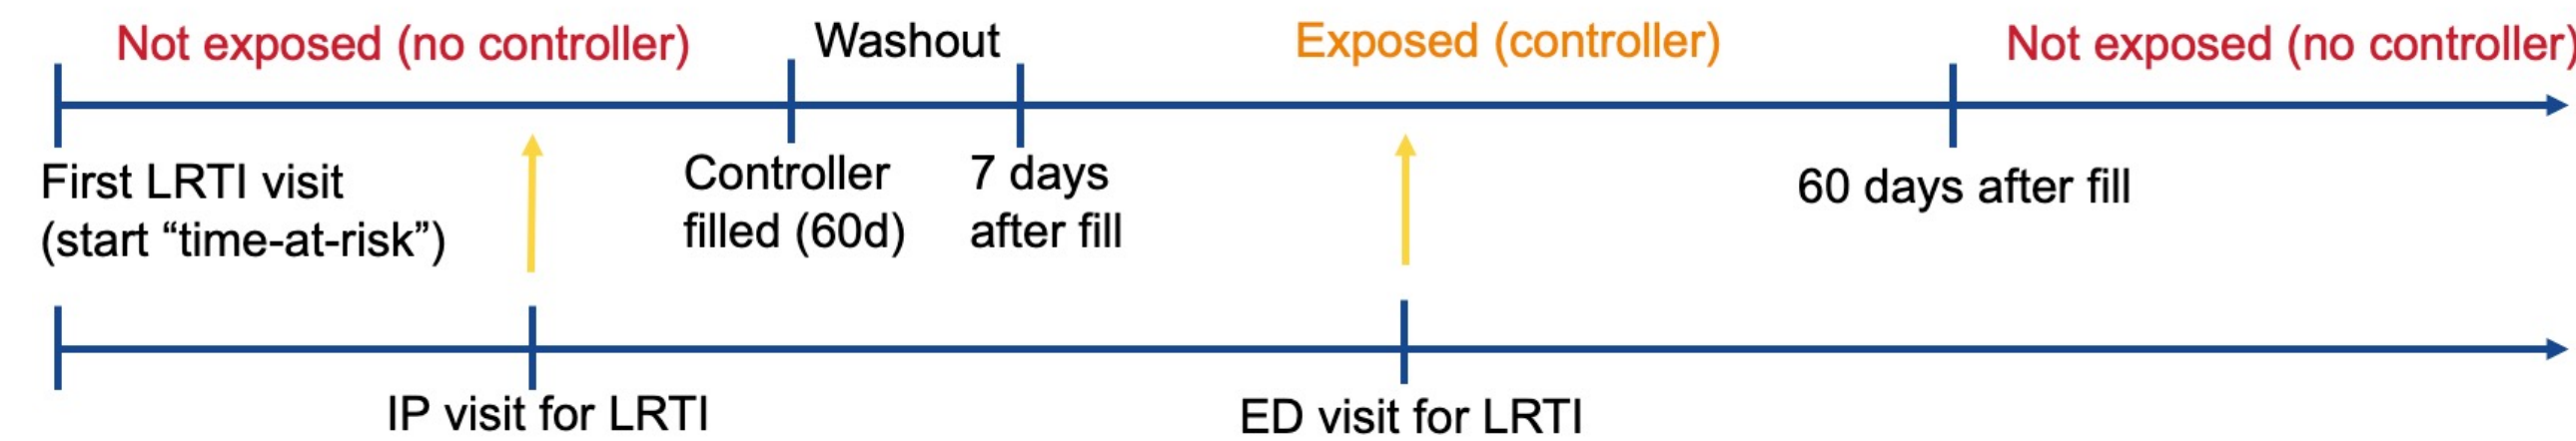 Not exposed (no controller)
Washout
Exposed (controller)
Not exposed (no controller)
First LRTI visit
(start “time-at-risk”)
Controller
filled (60d)
7 days
after fill
60 days after fill
IP visit for LRTI
ED visit for LRTI